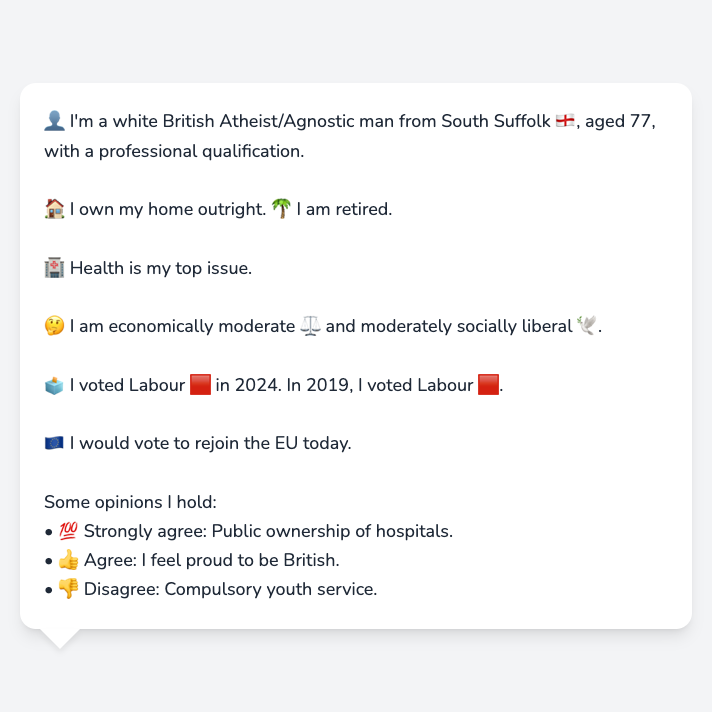 👤 I'm a white British Atheist/Agnostic man from South Suffolk 🏴󠁧󠁢󠁥󠁮󠁧󠁿, aged 77,
with a professional qualification.
🏠 I own my home outright. 🌴 I am retired.
🏥 Health is my top issue.
🤔 I am economically moderate ⚖️ and moderately socially liberal 🕊️.
🗳️ I voted Labour 🟥 in 2024. In 2019, I voted Labour 🟥.
🇪🇺 I would vote to rejoin the EU today.
Some opinions I hold:
• 💯 Strongly agree: Public ownership of hospitals.
• 👍 Agree: I feel proud to be British.
• 👎 Disagree: Compulsory youth service.